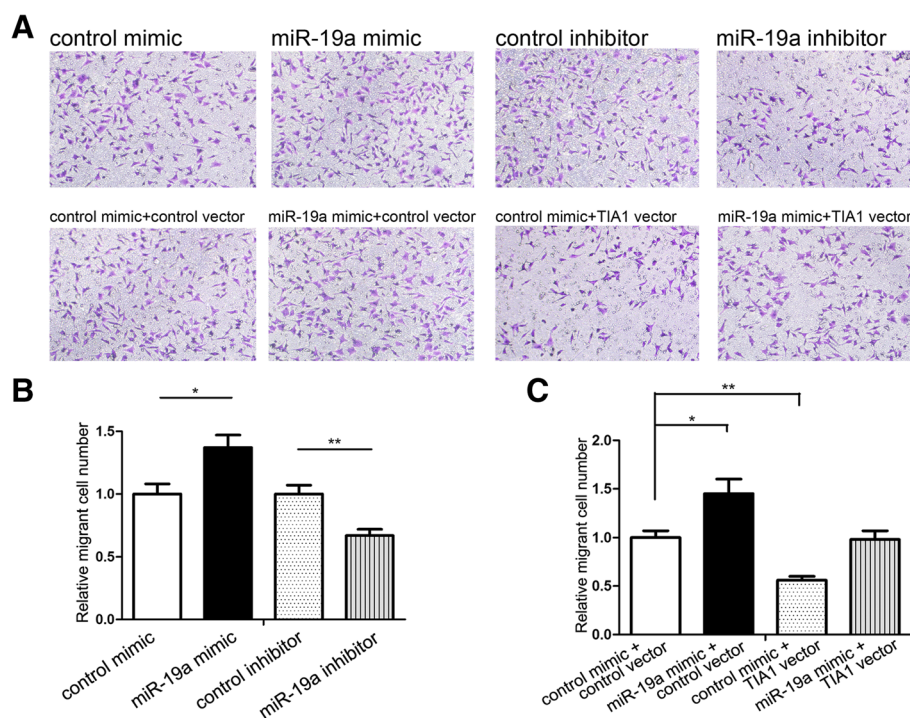 A
control mimic
miR-19a mimic
control inhibitor
miR-19a inhibitor
control mimic+control vector
miR-19a mimic+control vector
control mimic+TIA1 vector
miR-19a mimic+TIA1 vector
B
Relative migrant cell number
1.5
1.0
0.5
0.0
*
**
control mimic
miR-19a mimic
control inhibitor
miR-19a inhibitor
C
Relative migrant cell number
2.0
1.5
1.0
0.5
0.0
**
*
control mimic +
control vector
miR-19a mimic +
control vector
control mimic +
TIA1 vector
miR-19a mimic +
TIA1 vector